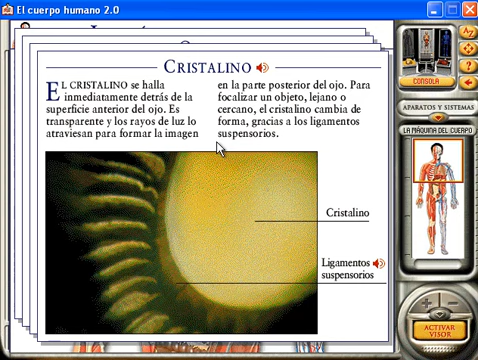 El cuerpo humano 2.0
CRISTALINO
EL CRISTALINO se halla
inmediatamente detrás de la
superficie anterior del ojo. Es
transparente y los rayos de luz lo
atraviesan para formar la imagen
en la parte posterior del ojo. Para
focalizar un objeto, lejano o
cercano, el cristalino cambia de
forma, gracias a los ligamentos
suspensorios.
Cristalino
Ligamentos
suspensorios
CONSOLA
APARATOS Y SISTEMAS
LA MÁQUINA DEL CUERPO
ACTIVAR
VISOR